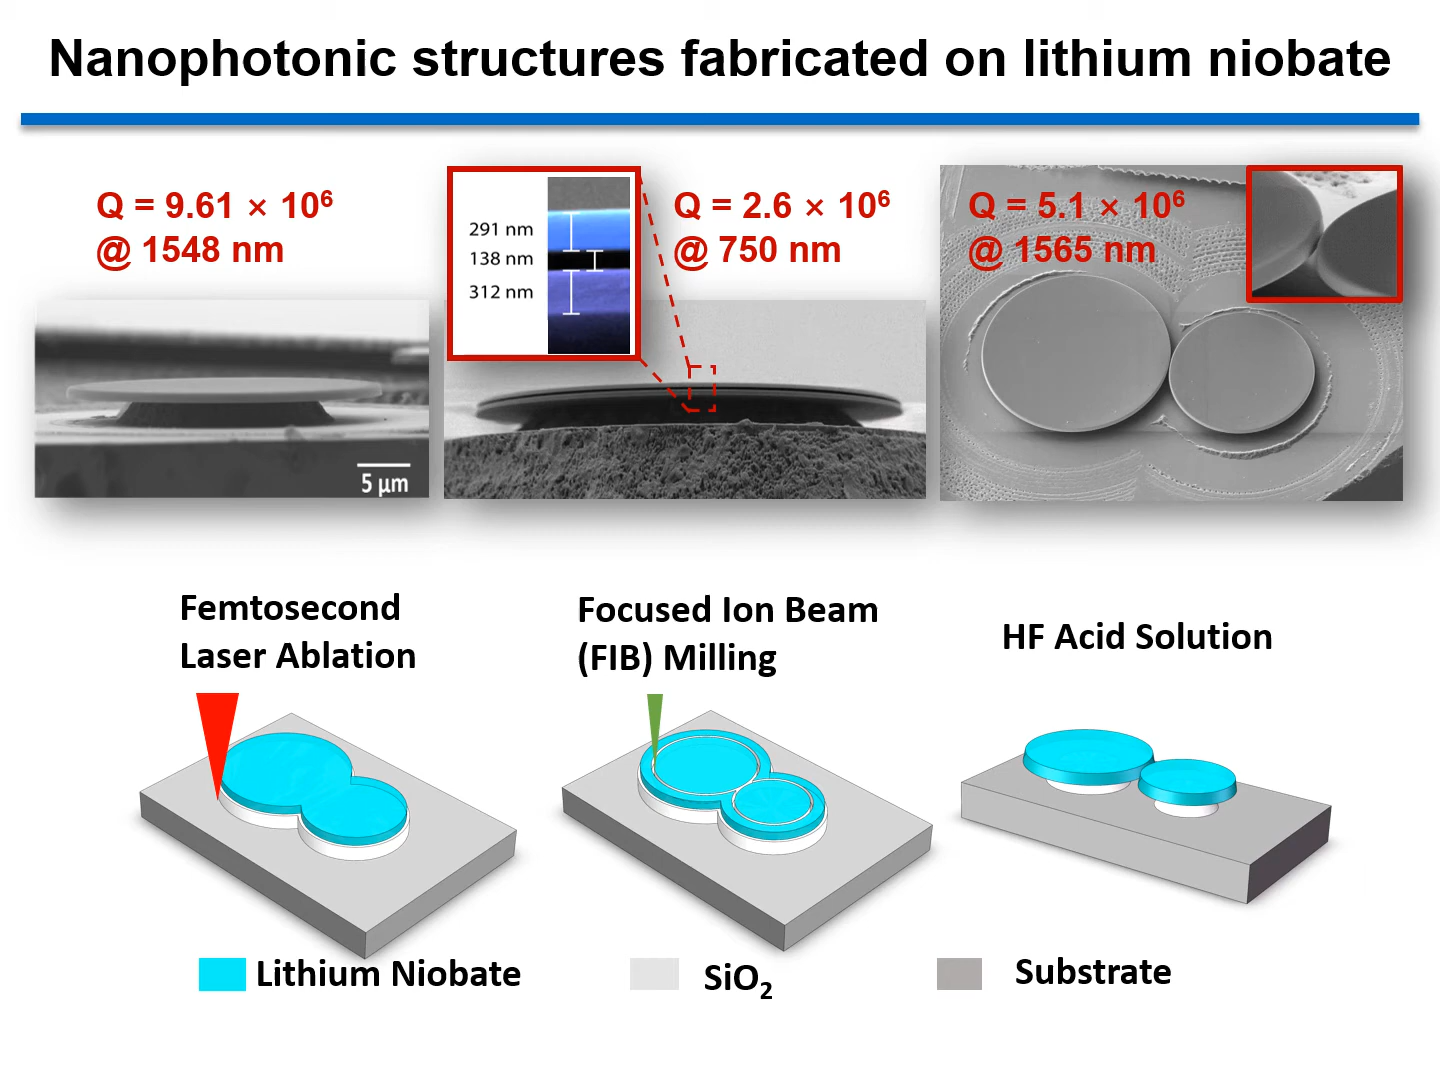 Nanophotonic structures fabricated on lithium niobate
Q = 9.61 × 10⁶
@ 1548 nm
291 nm
138 nm
312 nm
Q = 2.6 × 10⁶
@ 750 nm
Q = 5.1 × 10⁶
@ 1565 nm
5 μm
Femtosecond
Laser Ablation
Focused Ion Beam
(FIB) Milling
HF Acid Solution
Lithium Niobate
SiO₂
Substrate